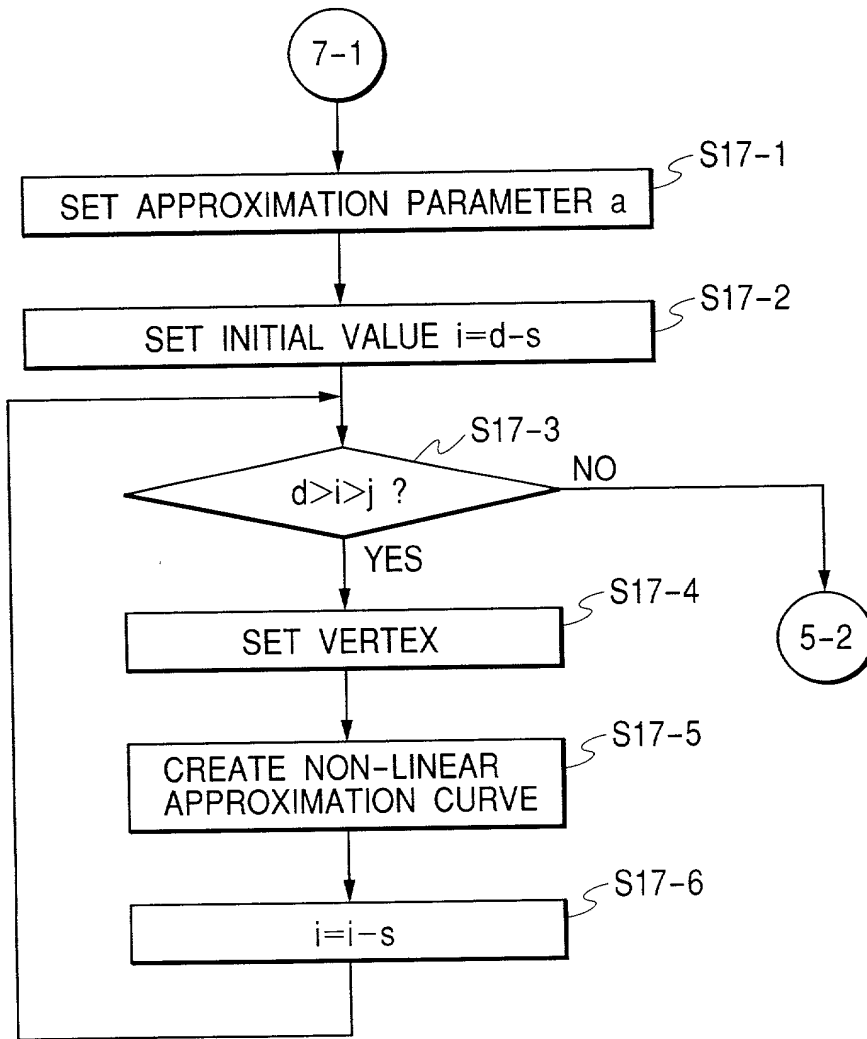 7-1
S17-1
SET APPROXIMATION PARAMETER a
S17-2
SET INITIAL VALUE i=d-s
S17-3
d>i>j ?
NO
YES
S17-4
SET VERTEX
5-2
S17-5
CREATE NON-LINEAR
APPROXIMATION CURVE
S17-6
i=i-s